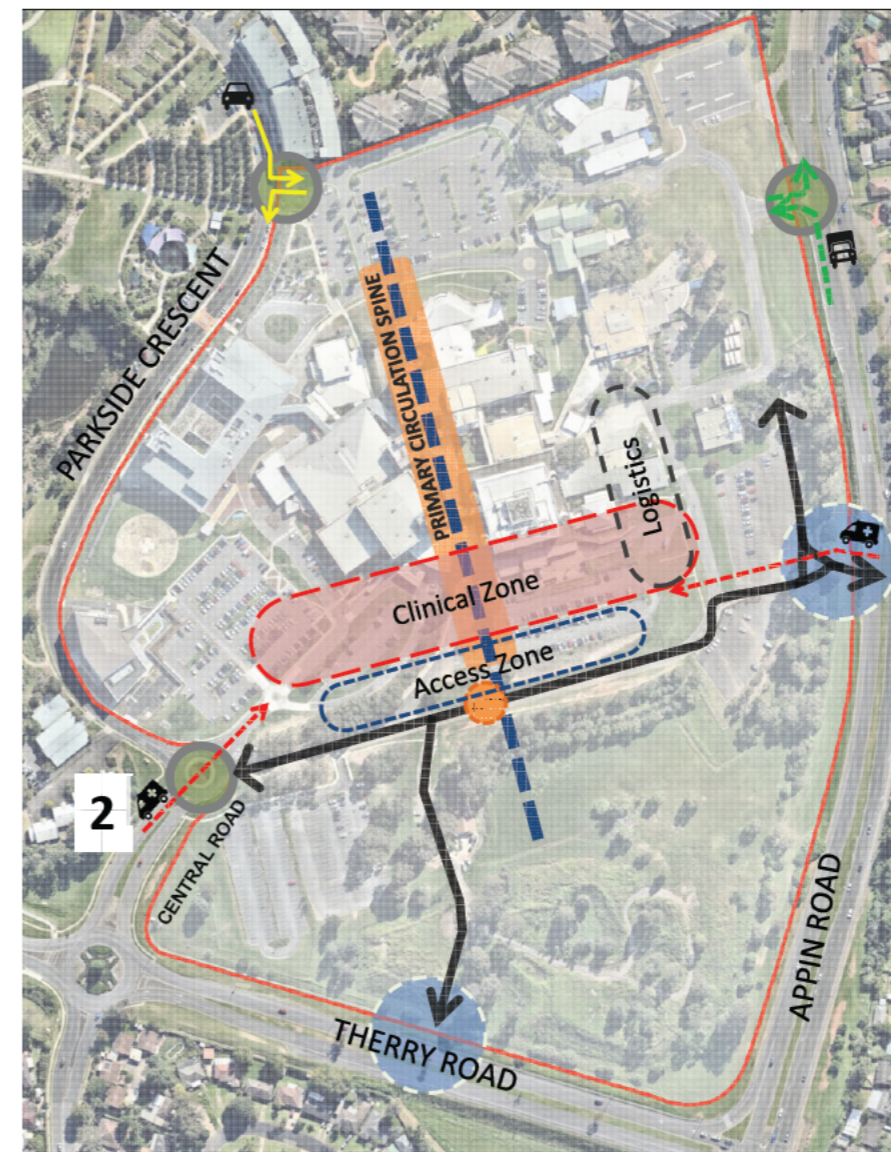 PARKSIDE CRESCENT
PRIMARY CIRCULATION SPINE
Logistics
Clinical Zone
Access Zone
2
CENTRAL ROAD
APPIN ROAD
THERRY ROAD